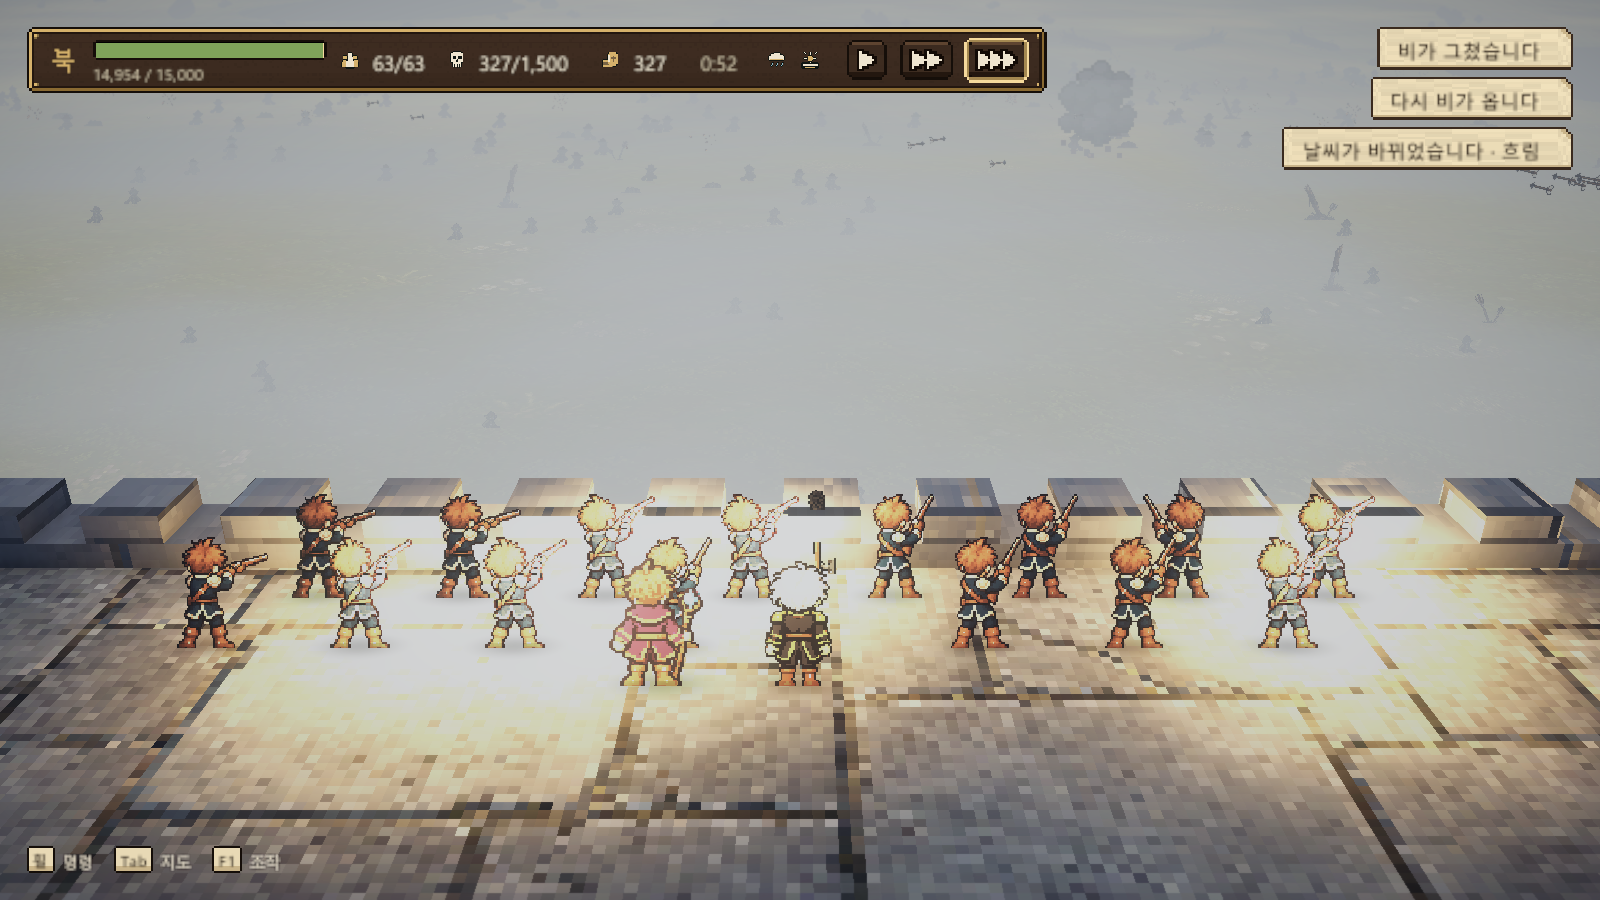 북
14,954 / 15,000
63/63
327/1,500
327
0:52
비가 그쳤습니다
다시 비가 옵니다
날씨가 바뀌었습니다 · 흐림
휠 명령
Tab 지도
F1 조작